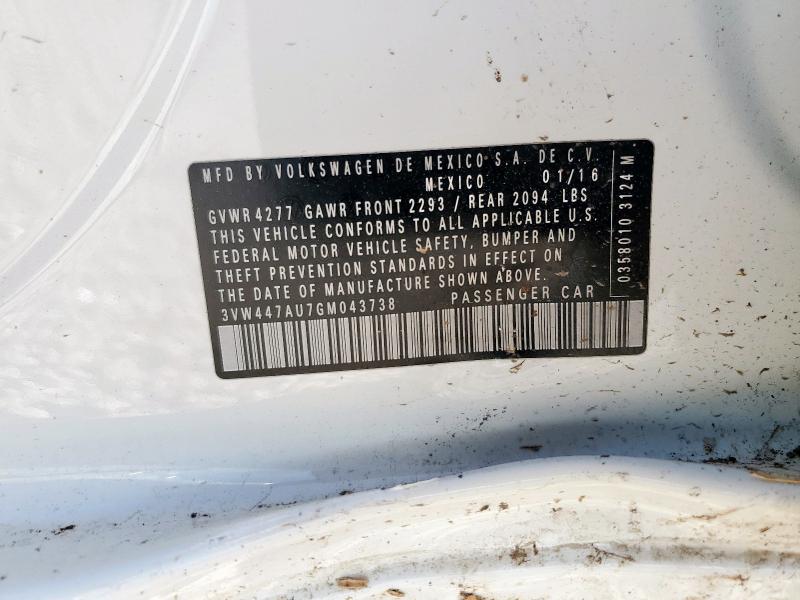 MFD BY VOLKSWAGEN DE MEXICO S.A. DE C.V.
MEXICO 01/16
GVWR 4277 GAWR FRONT 2293 / REAR 2094 LBS
THIS VEHICLE CONFORMS TO ALL APPLICABLE U.S.
FEDERAL MOTOR VEHICLE SAFETY, BUMPER AND
THEFT PREVENTION STANDARDS IN EFFECT ON
THE DATE OF MANUFACTURE SHOWN ABOVE.
3VW447AU7GM043738 PASSENGER CAR
0358010 3124 M